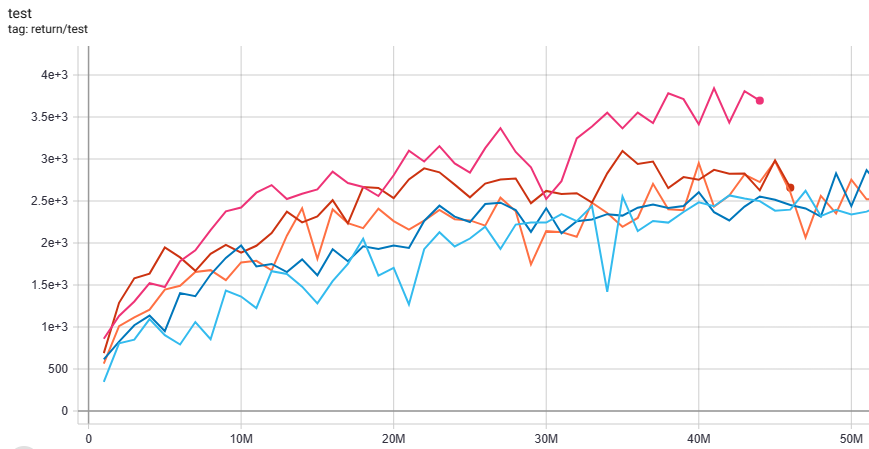 test
tag: return/test
4e+3
3.5e+3
3e+3
2.5e+3
2e+3
1.5e+3
1e+3
500
0
0 10M 20M 30M 40M 50M